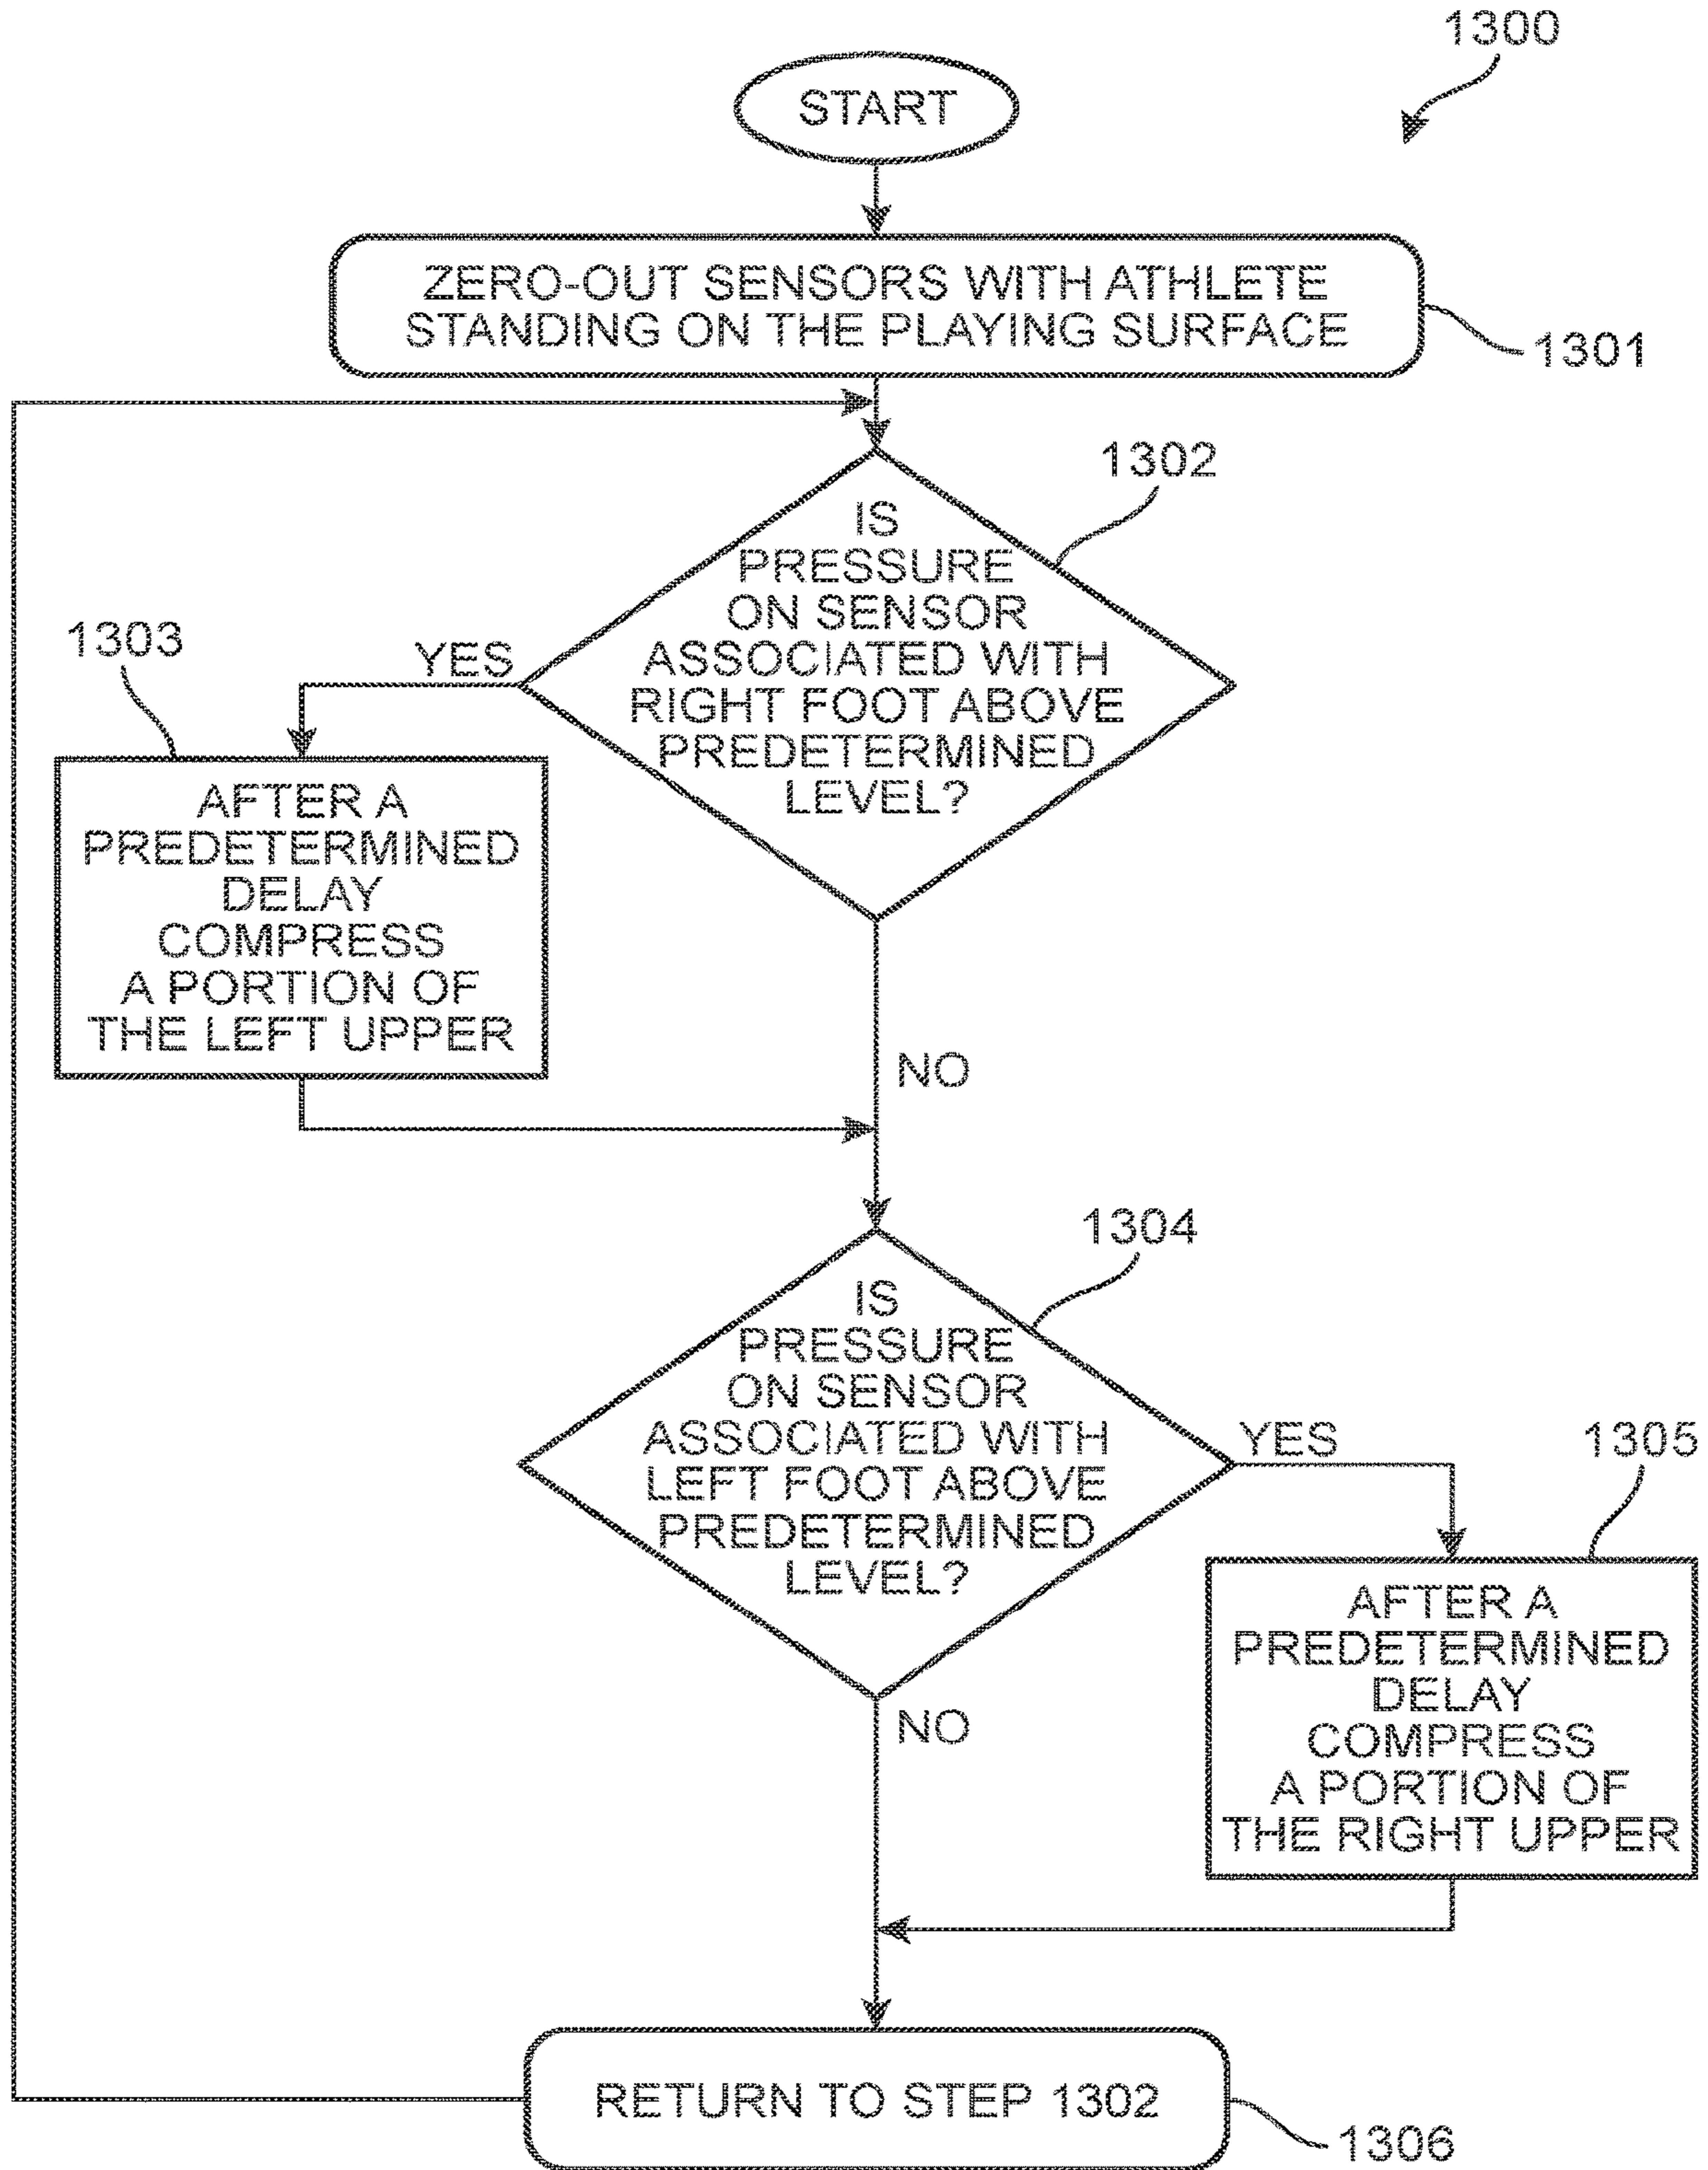 1300
START
ZERO-OUT SENSORS WITH ATHLETE
STANDING ON THE PLAYING SURFACE
1301
1302
IS
PRESSURE
ON SENSOR
ASSOCIATED WITH
RIGHT FOOT ABOVE
PREDETERMINED
LEVEL?
YES
1303
AFTER A
PREDETERMINED
DELAY
COMPRESS
A PORTION OF
THE LEFT UPPER
NO
1304
IS
PRESSURE
ON SENSOR
ASSOCIATED WITH
LEFT FOOT ABOVE
PREDETERMINED
LEVEL?
YES
1305
AFTER A
PREDETERMINED
DELAY
COMPRESS
A PORTION OF
THE RIGHT UPPER
NO
RETURN TO STEP 1302
1306